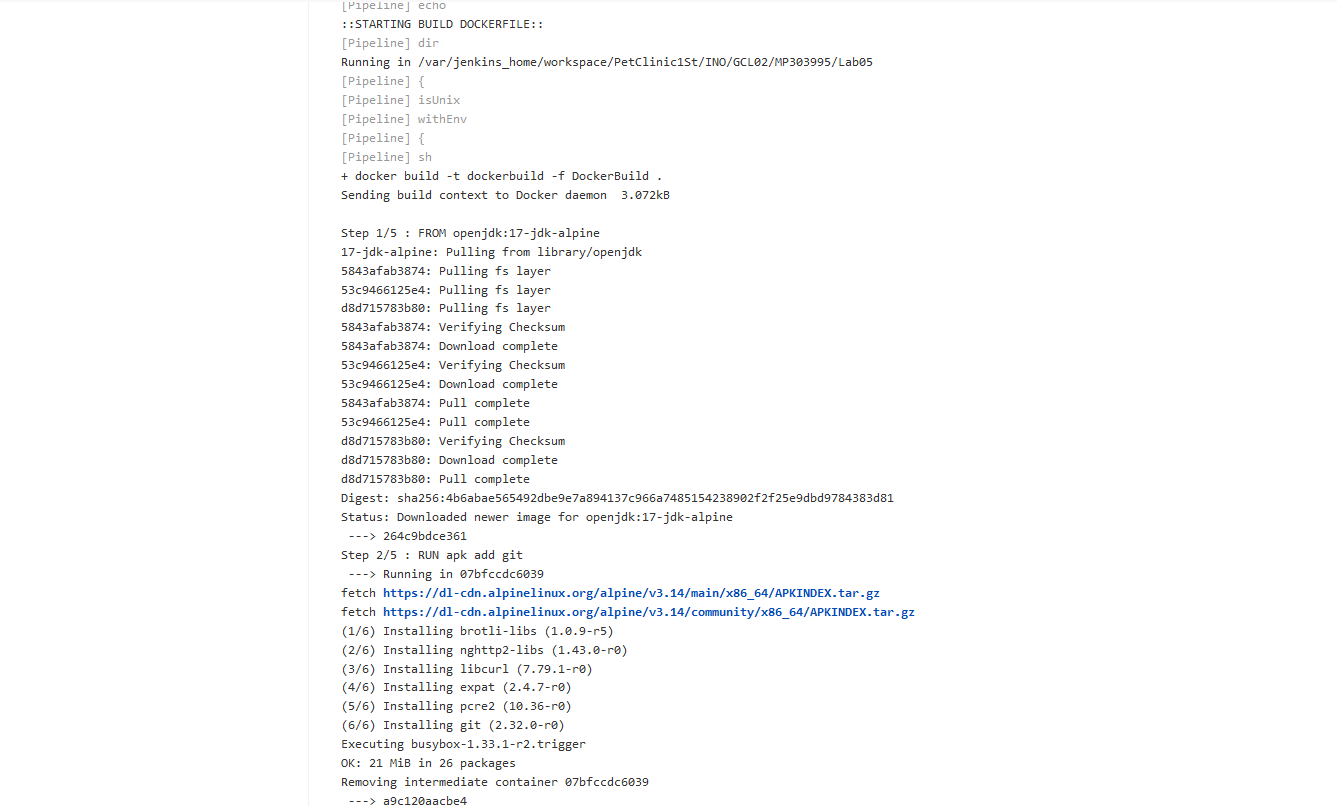 [Pipeline] echo
::STARTING BUILD DOCKERFILE::
[Pipeline] dir
Running in /var/jenkins_home/workspace/PetClinic1St/INO/GCL02/MP303995/Lab05
[Pipeline] {
[Pipeline] isUnix
[Pipeline] withEnv
[Pipeline] {
[Pipeline] sh
+ docker build -t dockerbuild -f DockerBuild .
Sending build context to Docker daemon  3.072kB
Step 1/5 : FROM openjdk:17-jdk-alpine
17-jdk-alpine: Pulling from library/openjdk
5843afab3874: Pulling fs layer
53c9466125e4: Pulling fs layer
d8d715783b80: Pulling fs layer
5843afab3874: Verifying Checksum
5843afab3874: Download complete
53c9466125e4: Verifying Checksum
53c9466125e4: Download complete
5843afab3874: Pull complete
53c9466125e4: Pull complete
d8d715783b80: Verifying Checksum
d8d715783b80: Download complete
d8d715783b80: Pull complete
Digest: sha256:4b6abae565492dbe9e7a894137c966a7485154238902f2f25e9dbd9784383d81
Status: Downloaded newer image for openjdk:17-jdk-alpine
 ---> 264c9bdce361
Step 2/5 : RUN apk add git
 ---> Running in 07bfccdc6039
fetch https://dl-cdn.alpinelinux.org/alpine/v3.14/main/x86_64/APKINDEX.tar.gz
fetch https://dl-cdn.alpinelinux.org/alpine/v3.14/community/x86_64/APKINDEX.tar.gz
(1/6) Installing brotli-libs (1.0.9-r5)
(2/6) Installing nghttp2-libs (1.43.0-r0)
(3/6) Installing libcurl (7.79.1-r0)
(4/6) Installing expat (2.4.7-r0)
(5/6) Installing pcre2 (10.36-r0)
(6/6) Installing git (2.32.0-r0)
Executing busybox-1.33.1-r2.trigger
OK: 21 MiB in 26 packages
Removing intermediate container 07bfccdc6039
 ---> a9c120aacbe4